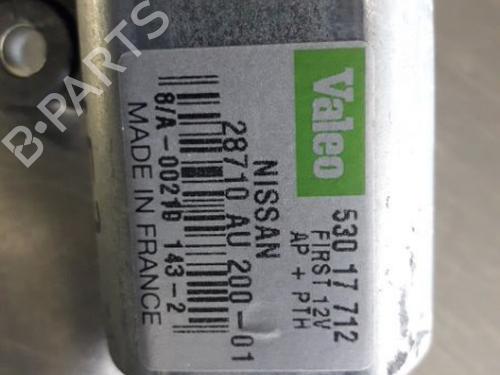 B-PARTS
Valeo
530 17 712
FIRST 12V
AP + PTH
NISSAN
28710 AU 200-01
8/A-00219 143-2
MADE IN FRANCE